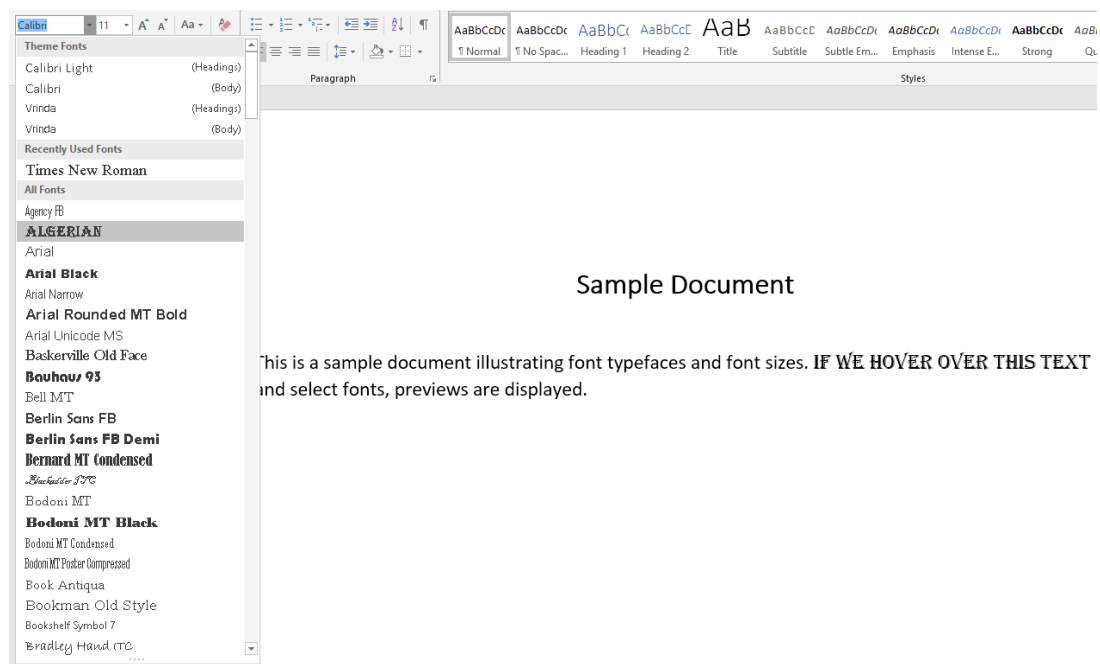 Calibri 11 Aa
AaBbCcDc AaBbCcDc AaBbCc AaBbCcE AaB AaBbCcD AaBbCcDc AaBbCcDc AaBbCcDc AaBbCcDc AaBl
¶ Normal ¶ No Spac... Heading 1 Heading 2 Title Subtitle Subtle Em... Emphasis Intense E... Strong Qu
Paragraph Styles
Theme Fonts
Calibri Light (Headings)
Calibri (Body)
Vrinda (Headings)
Vrinda (Body)
Recently Used Fonts
Times New Roman
All Fonts
Agency FB
ALGERIAN
Arial
Arial Black
Arial Narrow
Arial Rounded MT Bold
Arial Unicode MS
Baskerville Old Face
Bauhaus 93
Bell MT
Berlin Sans FB
Berlin Sans FB Demi
Bernard MT Condensed
Blackadder ITC
Bodoni MT
Bodoni MT Black
Bodoni MT Condensed
Bodoni MT Poster Compressed
Book Antiqua
Bookman Old Style
Bookshelf Symbol 7
Bradley Hand ITC
Sample Document
This is a sample document illustrating font typefaces and font sizes. IF WE HOVER OVER THIS TEXT
and select fonts, previews are displayed.